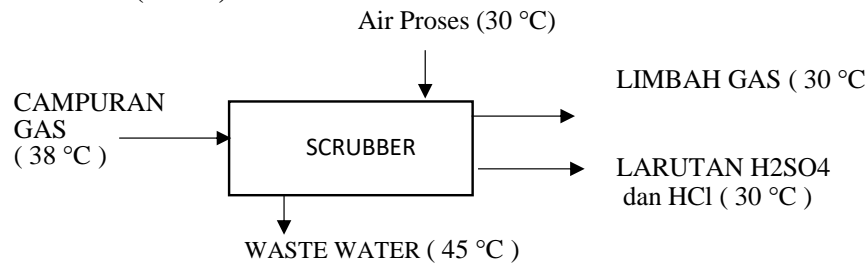 Air Proses (30 °C)
CAMPURAN
GAS
( 38 °C )
SCRUBBER
LIMBAH GAS ( 30 °C
LARUTAN H2SO4
dan HCl ( 30 °C )
WASTE WATER ( 45 °C )